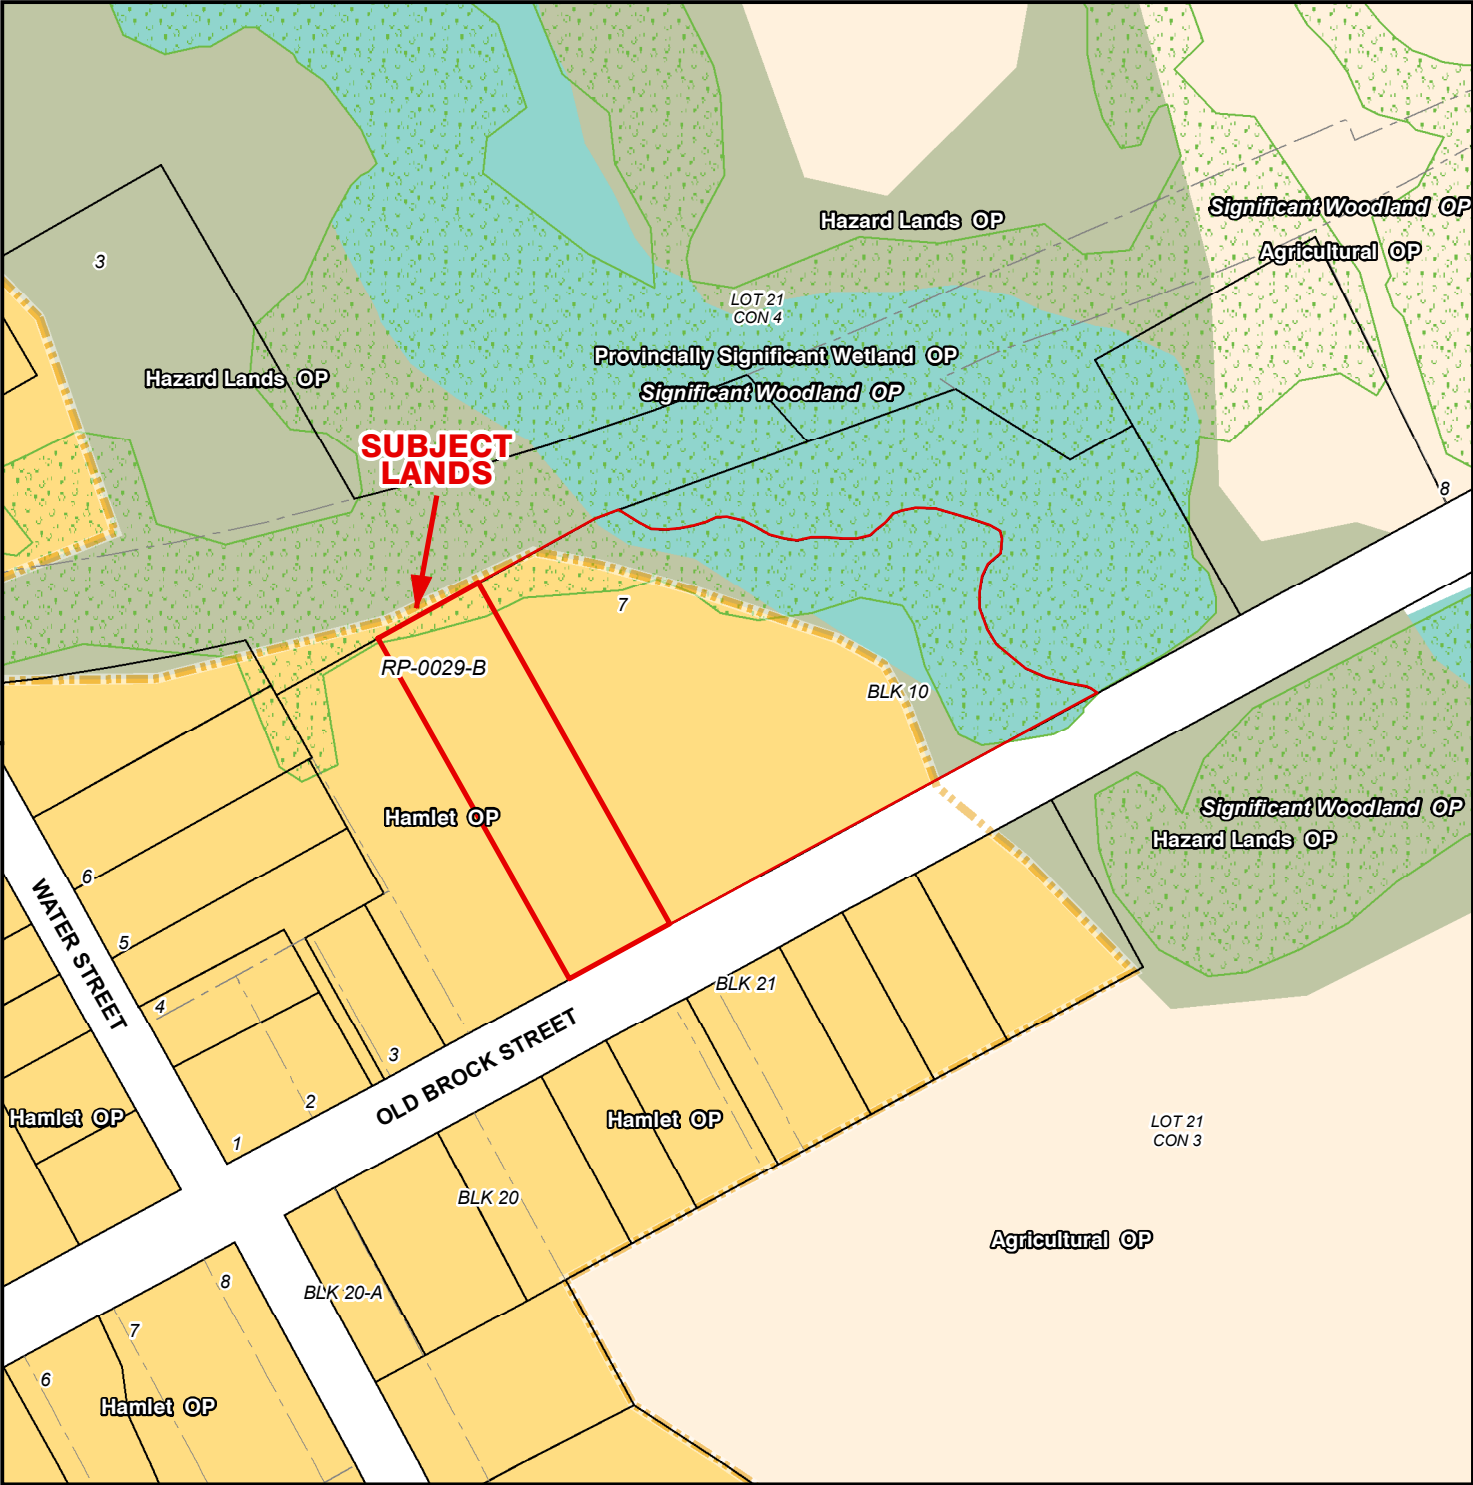 Significant Woodland OP
Hazard Lands OP
Agricultural OP
3
LOT 21
CON 4
Provincially Significant Wetland OP
Significant Woodland OP
Hazard Lands OP
SUBJECT
LANDS
8
7
RP-0029-B
BLK 10
Hamlet OP
Significant Woodland OP
Hazard Lands OP
6
WATER STREET
5
4
BLK 21
3
OLD BROCK STREET
2
1
Hamlet OP
Hamlet OP
LOT 21
CON 3
BLK 20
Agricultural OP
8
BLK 20-A
7
6
Hamlet OP